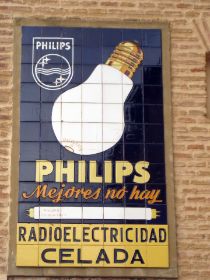 PHILIPS
PHILIPS
Mejores no hay
RADIOELECTRICIDAD
CELADA